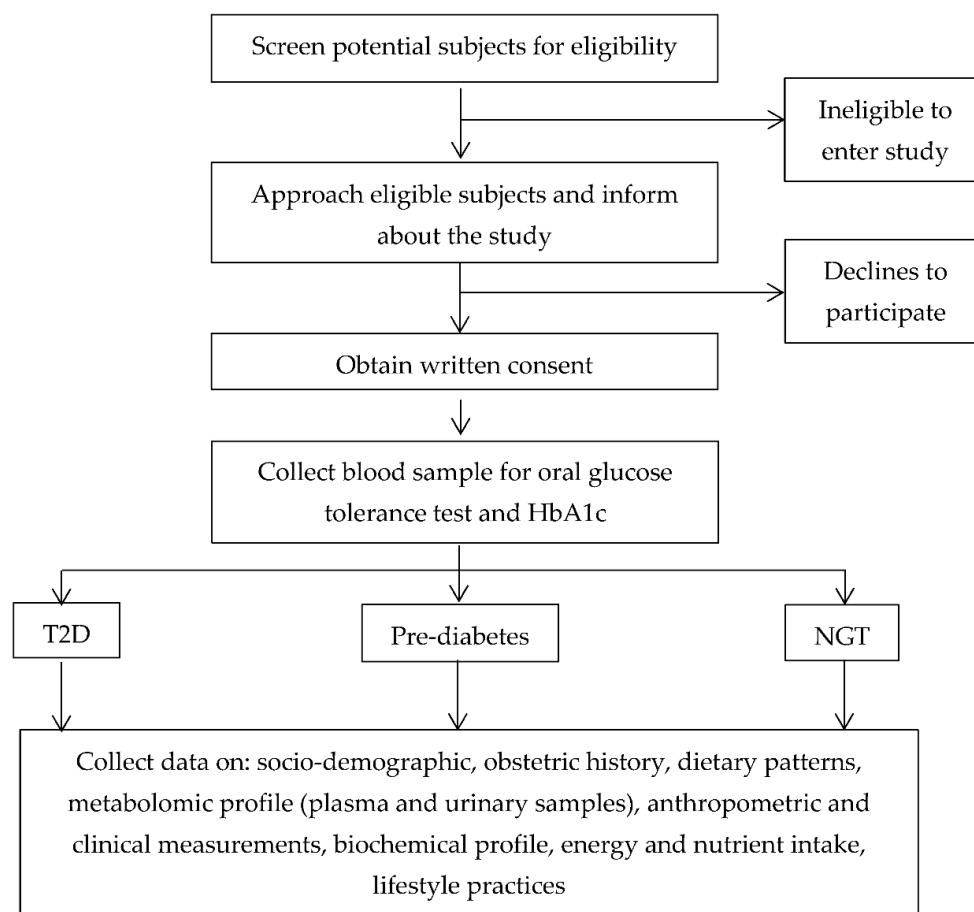 Screen potential subjects for eligibility
Ineligible to
enter study
Approach eligible subjects and inform
about the study
Declines to
participate
Obtain written consent
Collect blood sample for oral glucose
tolerance test and HbA1c
T2D
Pre-diabetes
NGT
Collect data on: socio-demographic, obstetric history, dietary patterns,
metabolomic profile (plasma and urinary samples), anthropometric and
clinical measurements, biochemical profile, energy and nutrient intake,
lifestyle practices